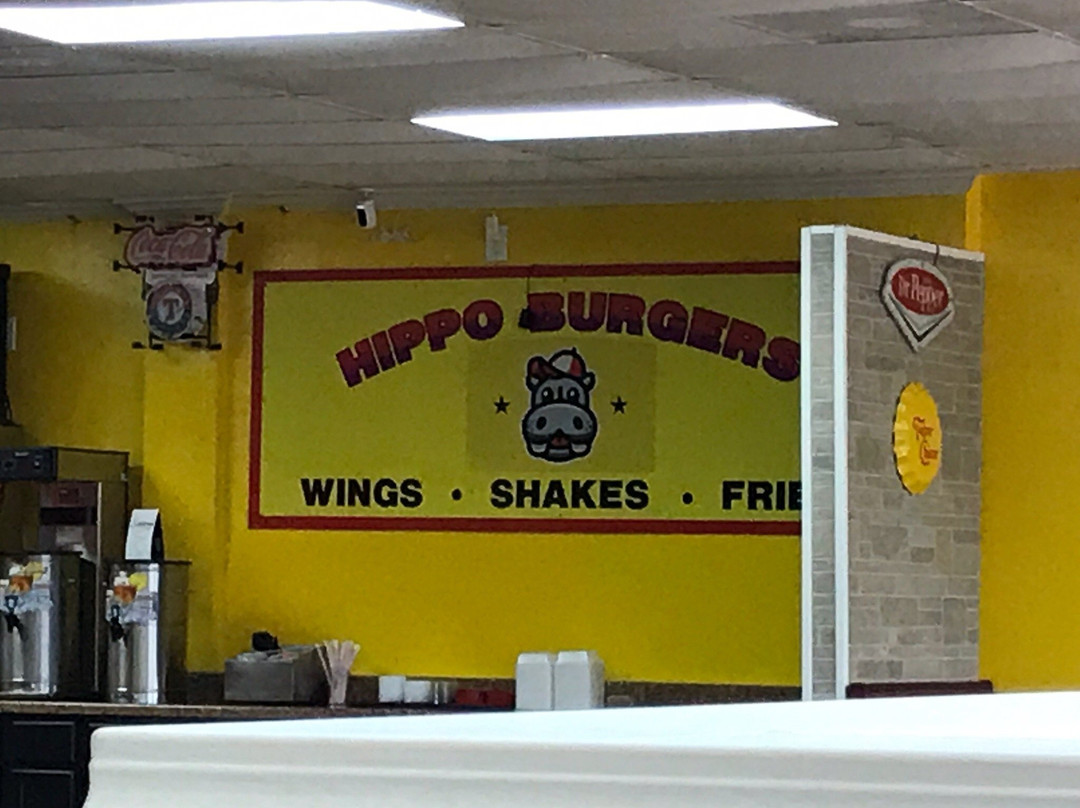 Coca-Cola
T
HIPPO BURGERS
WINGS • SHAKES • FRIE
Dr Pepper